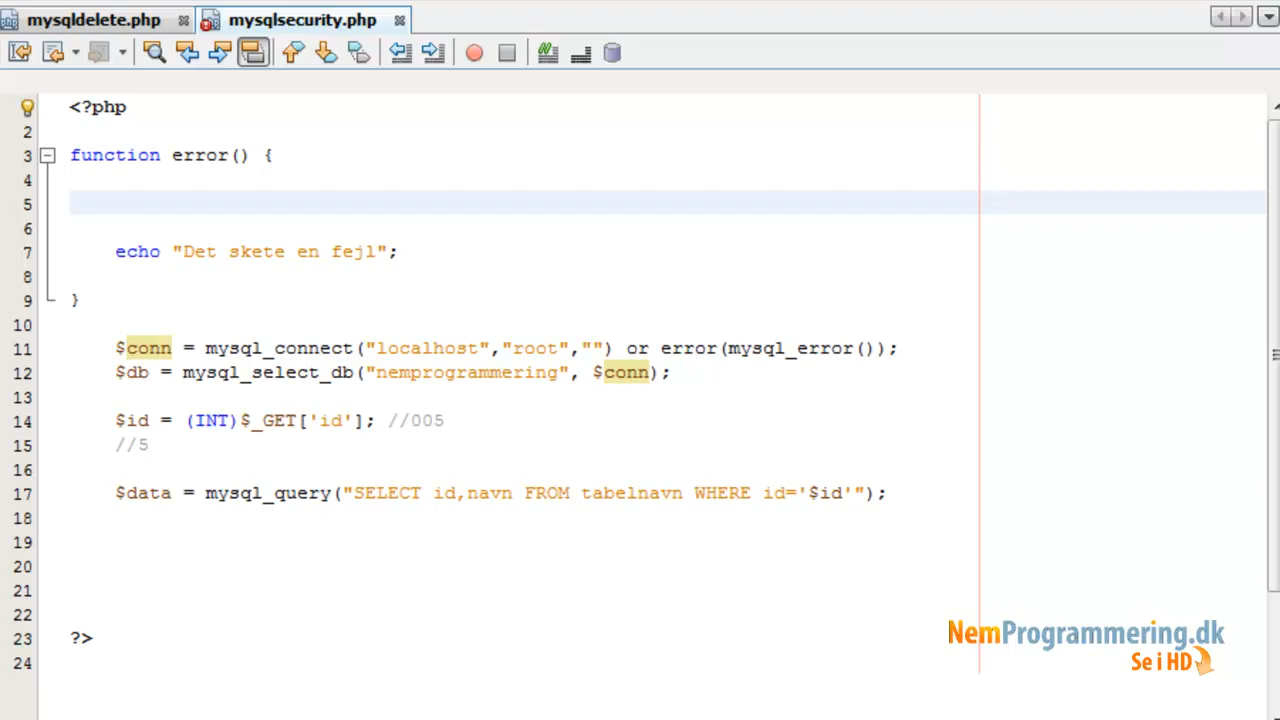 mysqldelete.php mysqlsecurity.php
<?php
2
3 function error() {
4
5
6
7 echo "Det skete en fejl";
8
9 }
10
11 $conn = mysql_connect("localhost","root","") or error(mysql_error());
12 $db = mysql_select_db("nemprogrammering", $conn);
13
14 $id = (INT)$_GET['id']; //005
15 //5
16
17 $data = mysql_query("SELECT id,navn FROM tabelnavn WHERE id='$id'");
18
19
20
21
22
23 ?>
24
NemProgrammering.dk
Se i HD